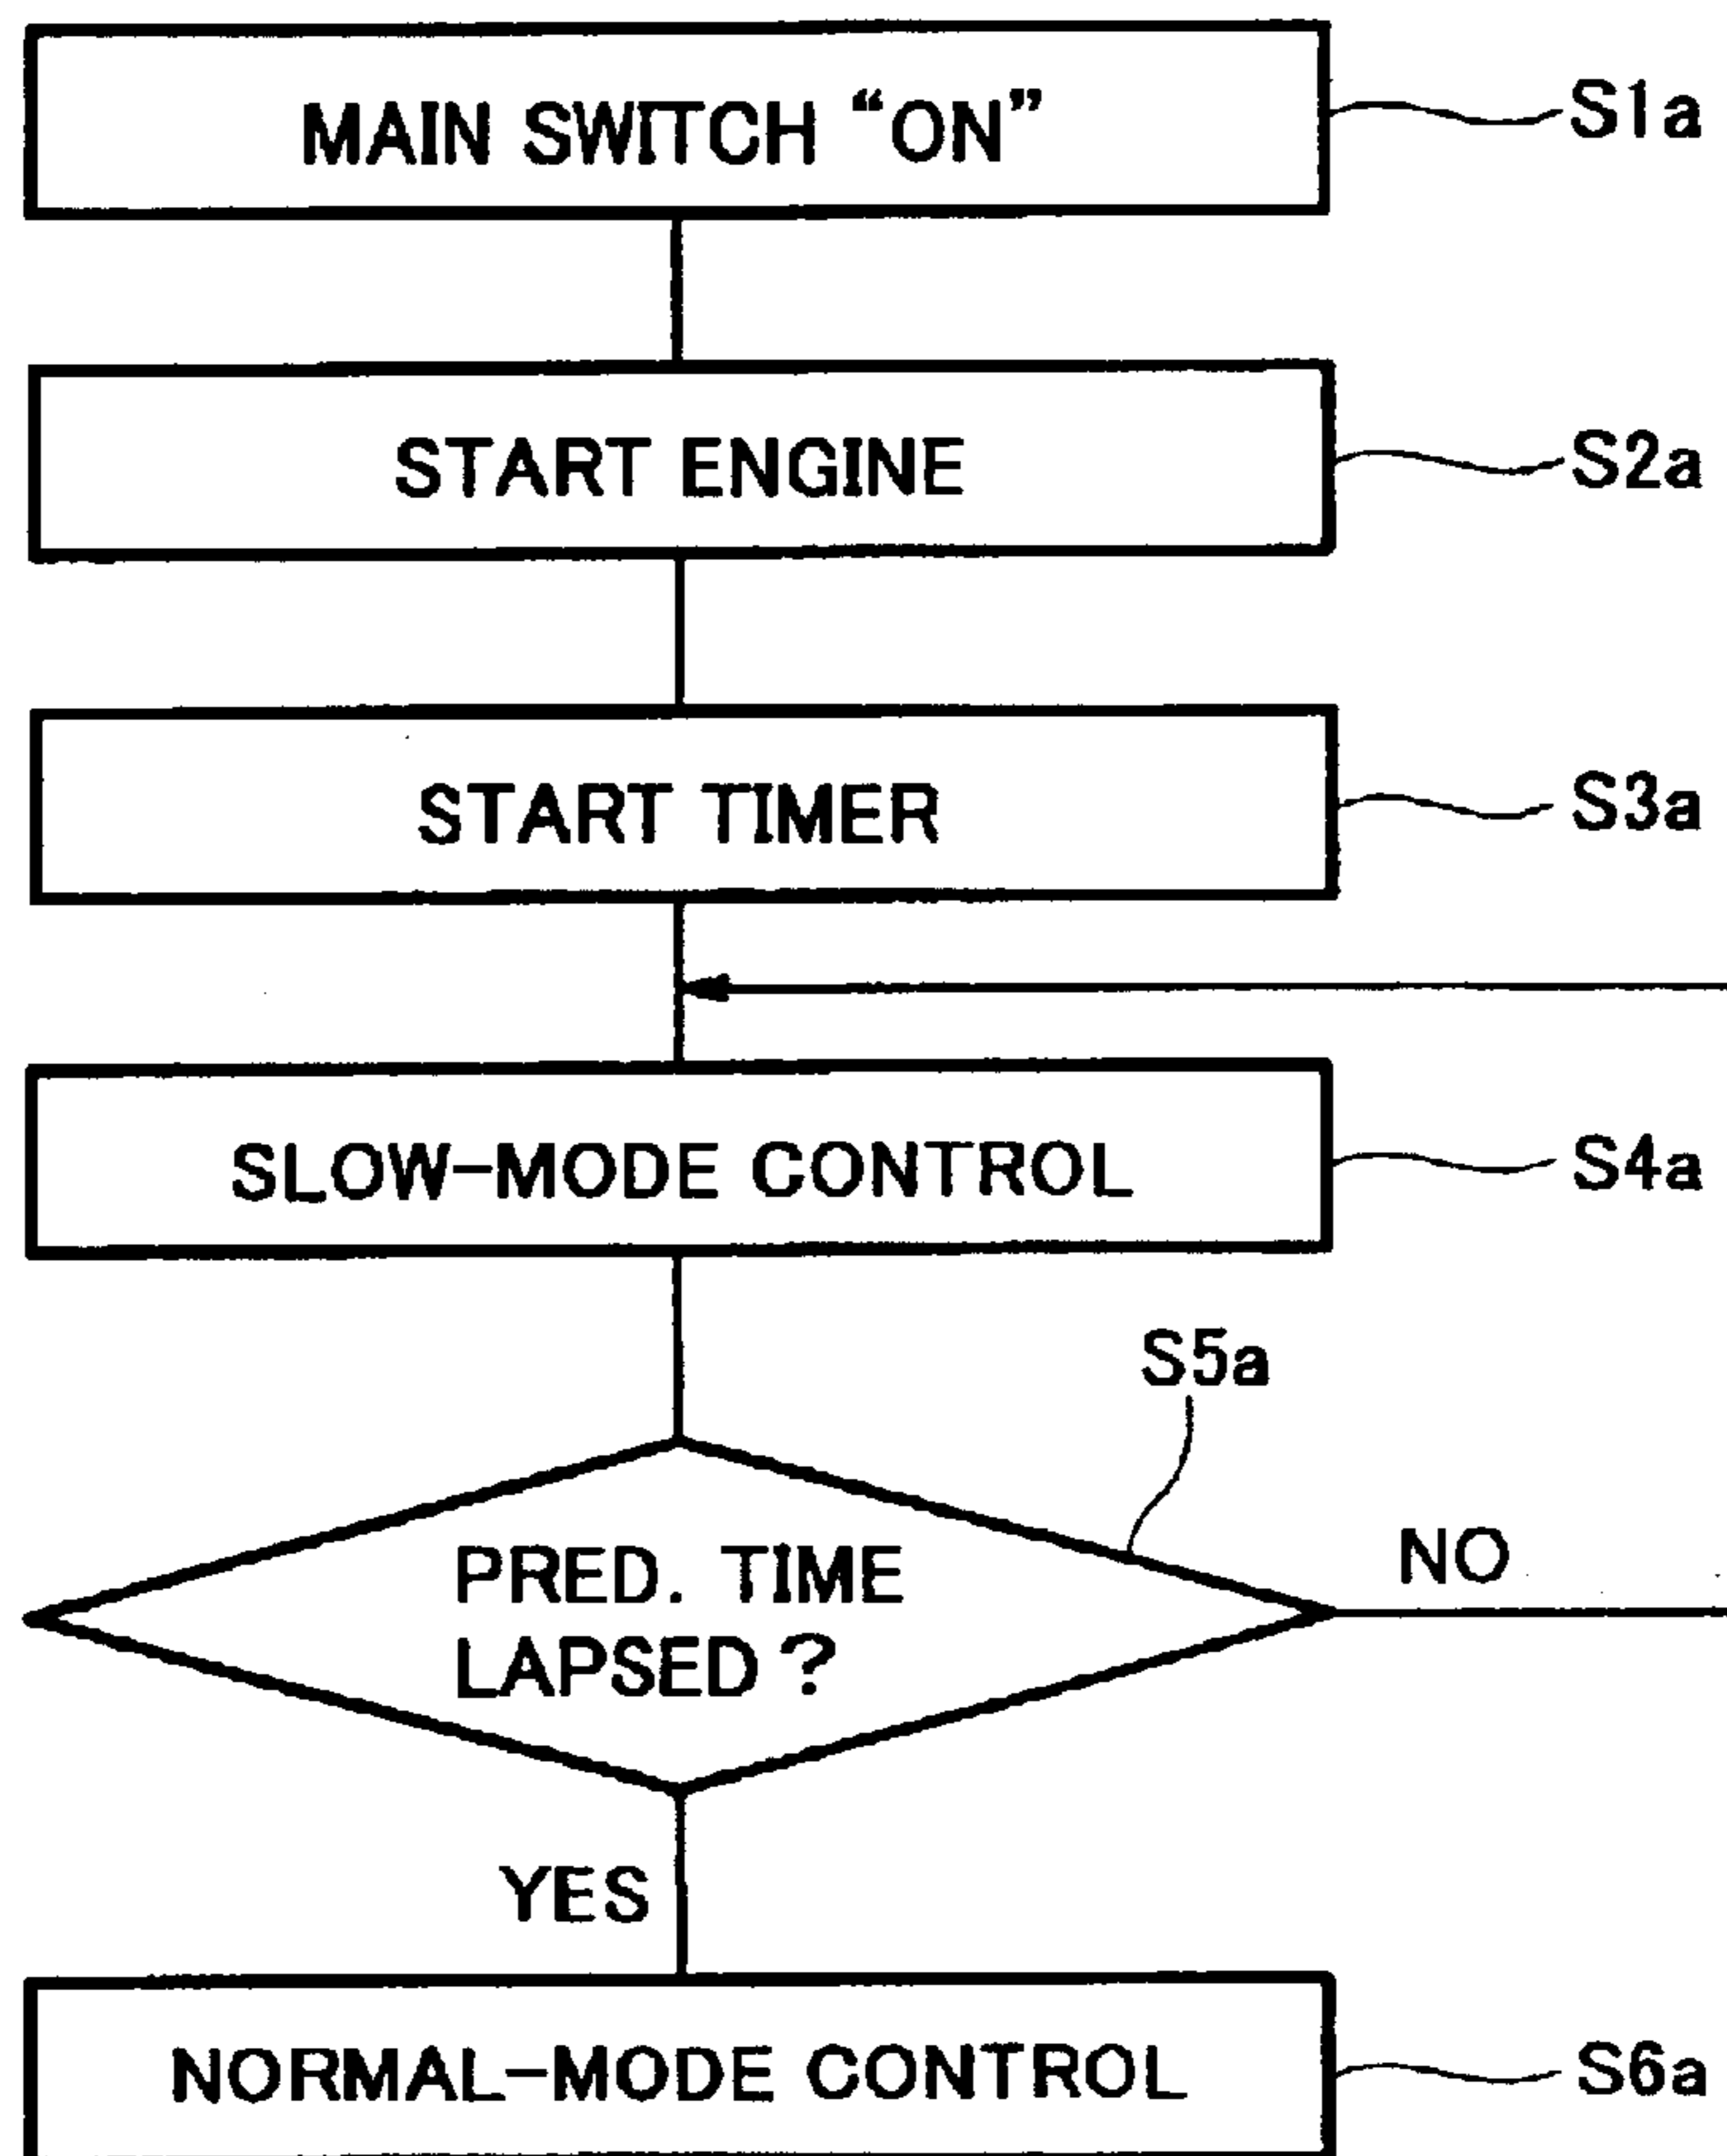 MAIN SWITCH “ON”
S1a
START ENGINE
S2a
START TIMER
S3a
SLOW-MODE CONTROL
S4a
S5a
PRED. TIME
LAPSED?
NO
YES
NORMAL-MODE CONTROL
S6a